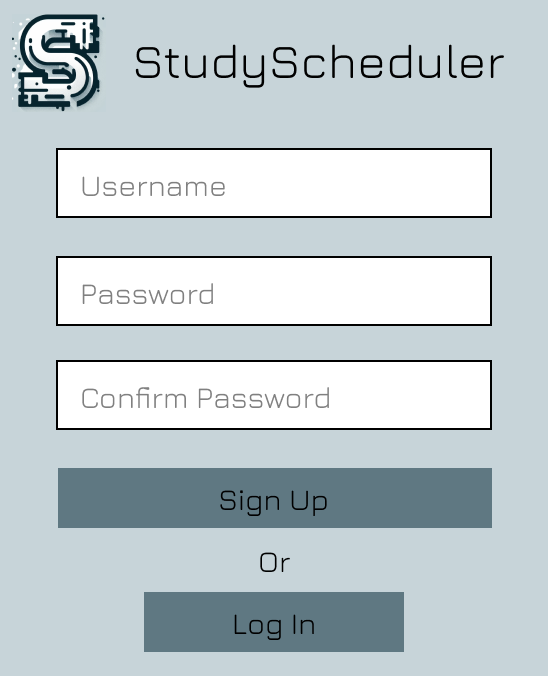 S StudyScheduler
Username
Password
Confirm Password
Sign Up
Or
Log In